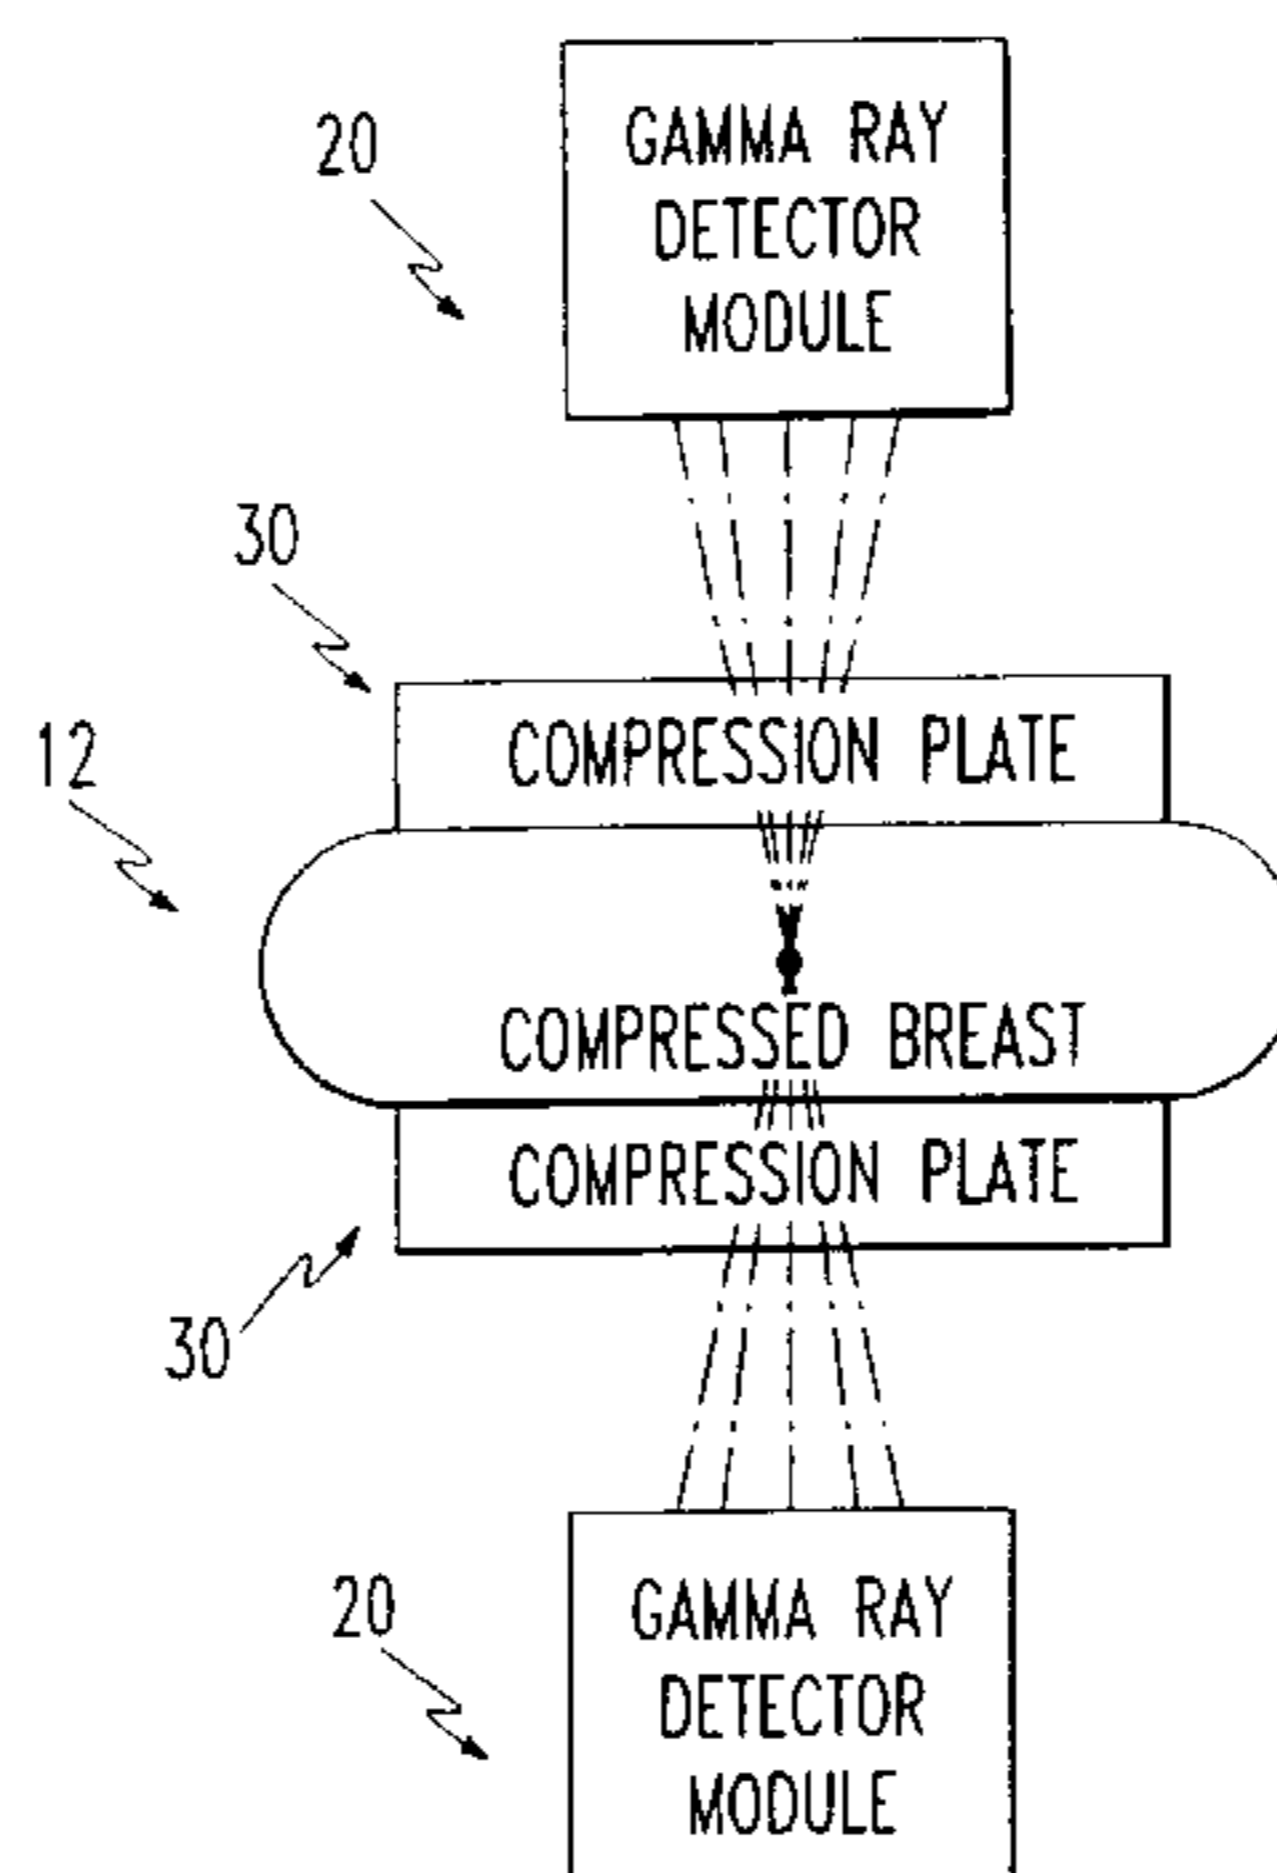 20
GAMMA RAY
DETECTOR
MODULE
30
12
COMPRESSION PLATE
COMPRESSED BREAST
COMPRESSION PLATE
30
20
GAMMA RAY
DETECTOR
MODULE